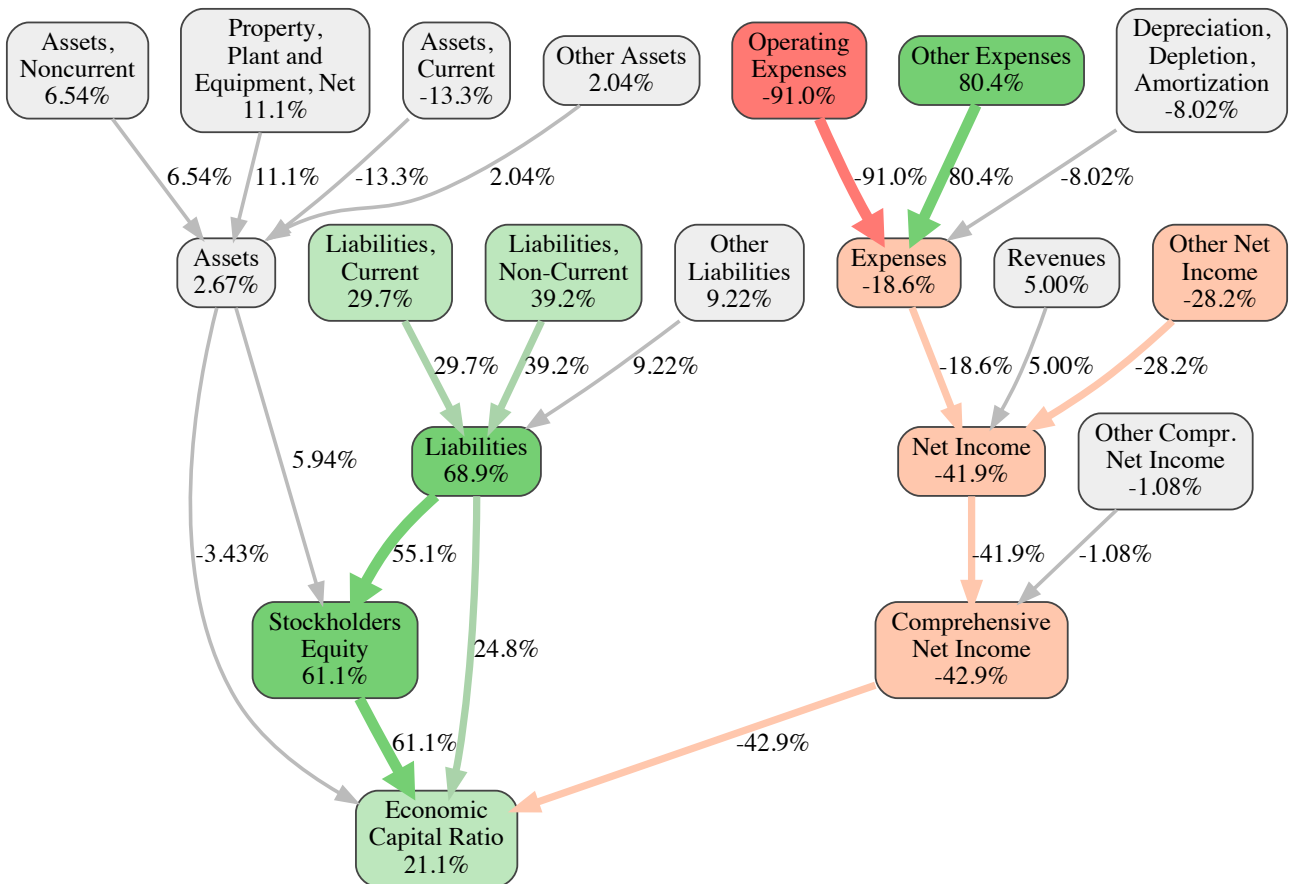 Assets,
Noncurrent
6.54%
Property,
Plant and
Equipment, Net
11.1%
Assets,
Current
-13.3%
Other Assets
2.04%
Operating
Expenses
-91.0%
Other Expenses
80.4%
Depreciation,
Depletion,
Amortization
-8.02%
6.54%
11.1%
-13.3%
2.04%
-91.0%
80.4%
-8.02%
Assets
2.67%
Liabilities,
Current
29.7%
Liabilities,
Non-Current
39.2%
Other
Liabilities
9.22%
Expenses
-18.6%
Revenues
5.00%
Other Net
Income
-28.2%
29.7%
39.2%
9.22%
-18.6%
5.00%
-28.2%
5.94%
Liabilities
68.9%
Net Income
-41.9%
Other Compr.
Net Income
-1.08%
-3.43%
55.1%
-41.9%
-1.08%
Stockholders
Equity
61.1%
24.8%
Comprehensive
Net Income
-42.9%
61.1%
-42.9%
Economic
Capital Ratio
21.1%